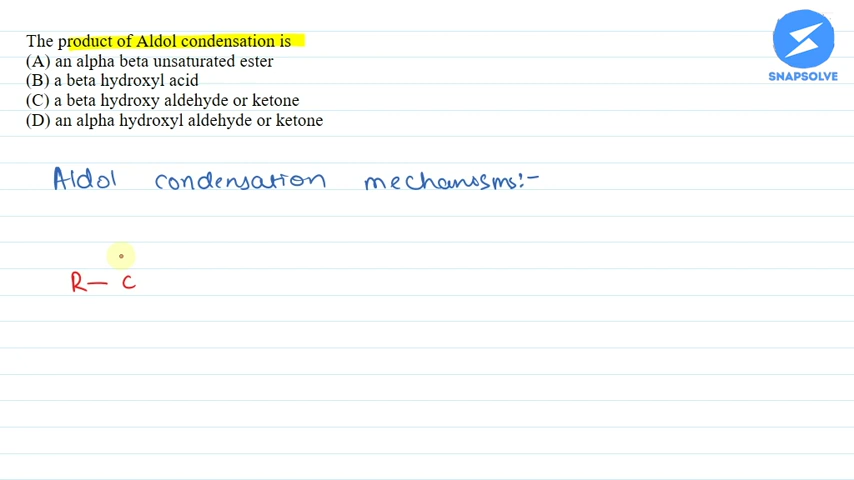 The product of Aldol condensation is
(A) an alpha beta unsaturated ester
(B) a beta hydroxyl acid
(C) a beta hydroxy aldehyde or ketone
(D) an alpha hydroxyl aldehyde or ketone
SNAPSOLVE
Aldol condensation mechanisms:-
R— C